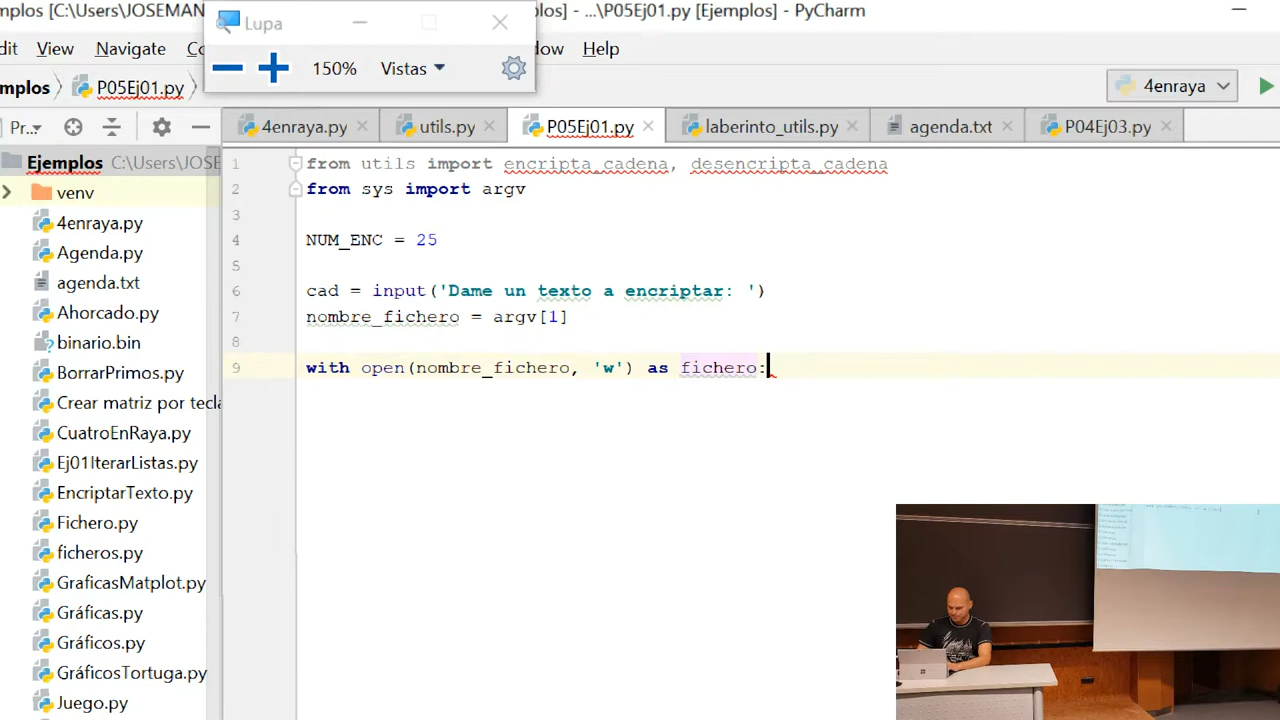 [C:\Users\JOSEMAN
os] - ...\P05Ej01.py [Ejemplos] - PyCharm
Lupa
dit View Navigate Help
150% Vistas
mplos P05Ej01.py
4enraya
Pr...
4enraya.py utils.py P05Ej01.py laberinto_utils.py agenda.txt P04Ej03.py
Ejemplos C:\Users\JOSE
venv
4enraya.py
Agenda.py
agenda.txt
Ahorcado.py
binario.bin
BorrarPrimos.py
Crear matriz por tecla
CuatroEnRaya.py
Ej01IterarListas.py
EncriptarTexto.py
Fichero.py
ficheros.py
GraficasMatplot.py
Gráficas.py
Gráficos.py
GráficosTortuga.py
Juego.py
1 from utils import encripta_cadena, desencripta_cadena
2 from sys import argv
3
4 NUM_ENC = 25
5
6 cad = input('Dame un texto a encriptar: ')
7 nombre_fichero = argv[1]
8
9 with open(nombre_fichero, 'w') as fichero: